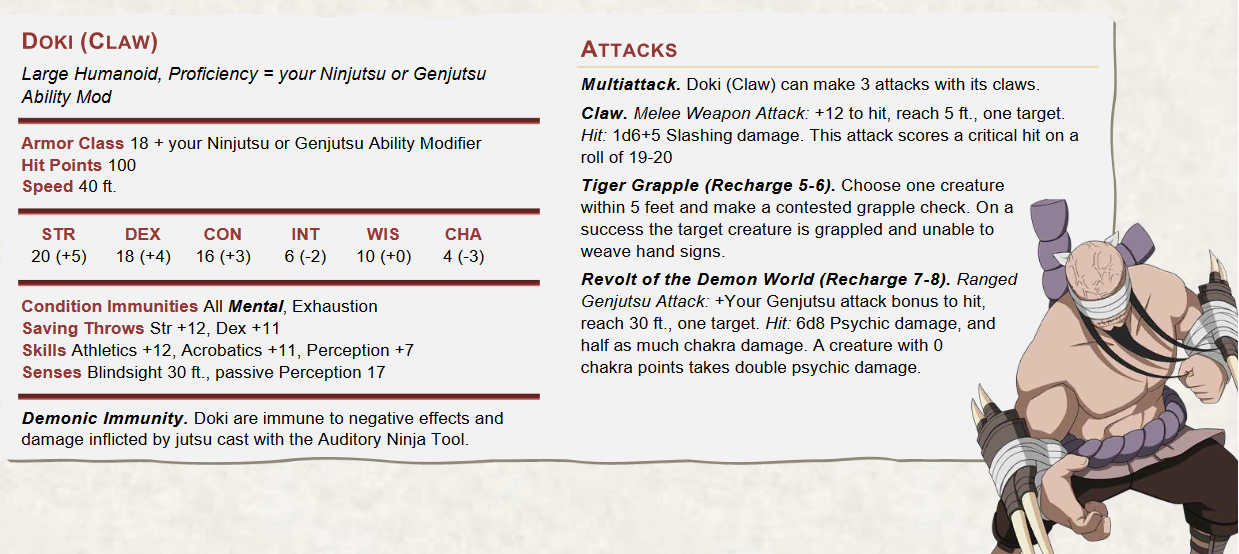 DOKI (CLAW)
Large Humanoid, Proficiency = your Ninjutsu or Genjutsu
Ability Mod
Armor Class 18 + your Ninjutsu or Genjutsu Ability Modifier
Hit Points 100
Speed 40 ft.
STR DEX CON INT WIS CHA
20 (+5) 18 (+4) 16 (+3) 6 (-2) 10 (+0) 4 (-3)
Condition Immunities All Mental, Exhaustion
Saving Throws Str +12, Dex +11
Skills Athletics +12, Acrobatics +11, Perception +7
Senses Blindsight 30 ft., passive Perception 17
Demonic Immunity. Doki are immune to negative effects and
damage inflicted by jutsu cast with the Auditory Ninja Tool.
ATTACKS
Multiattack. Doki (Claw) can make 3 attacks with its claws.
Claw. Melee Weapon Attack: +12 to hit, reach 5 ft., one target.
Hit: 1d6+5 Slashing damage. This attack scores a critical hit on a
roll of 19-20
Tiger Grapple (Recharge 5-6). Choose one creature
within 5 feet and make a contested grapple check. On a
success the target creature is grappled and unable to
weave hand signs.
Revolt of the Demon World (Recharge 7-8). Ranged
Genjutsu Attack: +Your Genjutsu attack bonus to hit,
reach 30 ft., one target. Hit: 6d8 Psychic damage, and
half as much chakra damage. A creature with 0
chakra points takes double psychic damage.